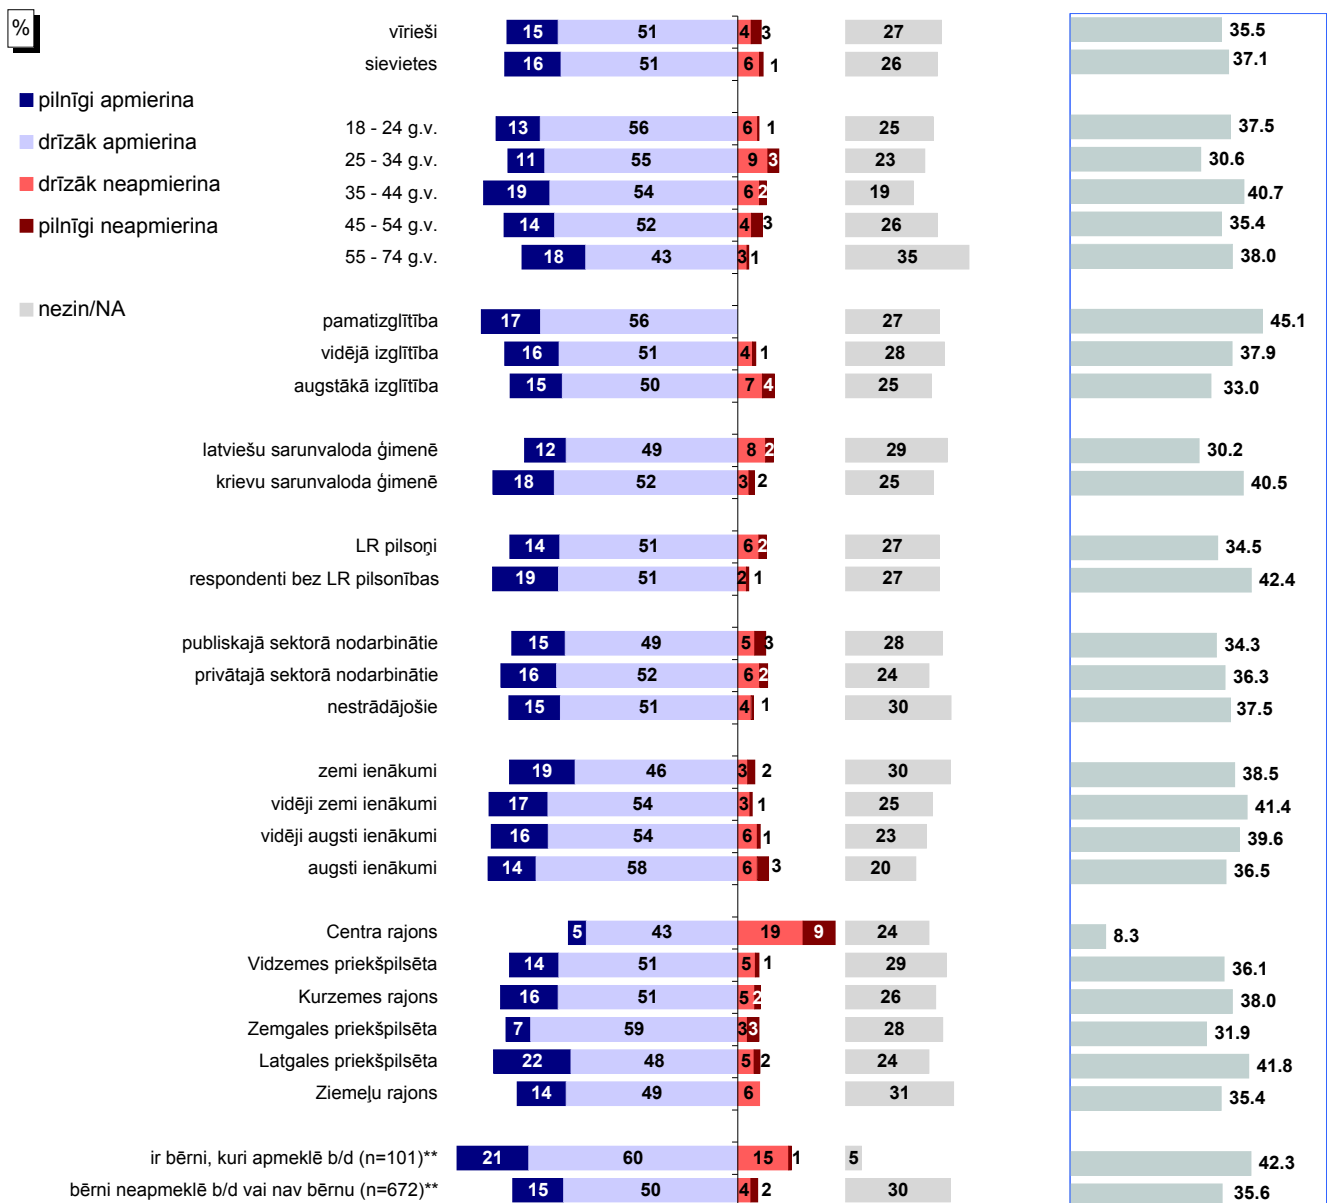 %
pilnīgi apmierina
drīzāk apmierina
drīzāk neapmierina
pilnīgi neapmierina
nezin/NA
vīrieši 15 51 4 3 27 35.5
sievietes 16 51 6 1 26 37.1
18 - 24 g.v. 13 56 6 1 25 37.5
25 - 34 g.v. 11 55 9 3 23 30.6
35 - 44 g.v. 19 54 6 2 19 40.7
45 - 54 g.v. 14 52 4 3 26 35.4
55 - 74 g.v. 18 43 3 1 35 38.0
pamatizglītība 17 56 27 45.1
vidējā izglītība 16 51 4 1 28 37.9
augstākā izglītība 15 50 7 4 25 33.0
latviešu sarunvaloda ģimenē 12 49 8 2 29 30.2
krievu sarunvaloda ģimenē 18 52 3 2 25 40.5
LR pilsoņi 14 51 6 2 27 34.5
respondenti bez LR pilsonības 19 51 2 1 27 42.4
publiskajā sektorā nodarbinātie 15 49 5 3 28 34.3
privātajā sektorā nodarbinātie 16 52 6 2 24 36.3
nestrādājošie 15 51 4 1 30 37.5
zemi ienākumi 19 46 3 2 30 38.5
vidēji zemi ienākumi 17 54 3 1 25 41.4
vidēji augsti ienākumi 16 54 6 1 23 39.6
augsti ienākumi 14 58 6 3 20 36.5
Centra rajons 5 43 19 9 24 8.3
Vidzemes priekšpilsēta 14 51 5 1 29 36.1
Kurzemes rajons 16 51 5 2 26 38.0
Zemgales priekšpilsēta 7 59 3 3 28 31.9
Latgales priekšpilsēta 22 48 5 2 24 41.8
Ziemeļu rajons 14 49 6 31 35.4
ir bērni, kuri apmeklē b/d (n=101)** 21 60 15 1 5 42.3
bērni neapmeklē b/d vai nav bērnu (n=672)** 15 50 4 2 30 35.6